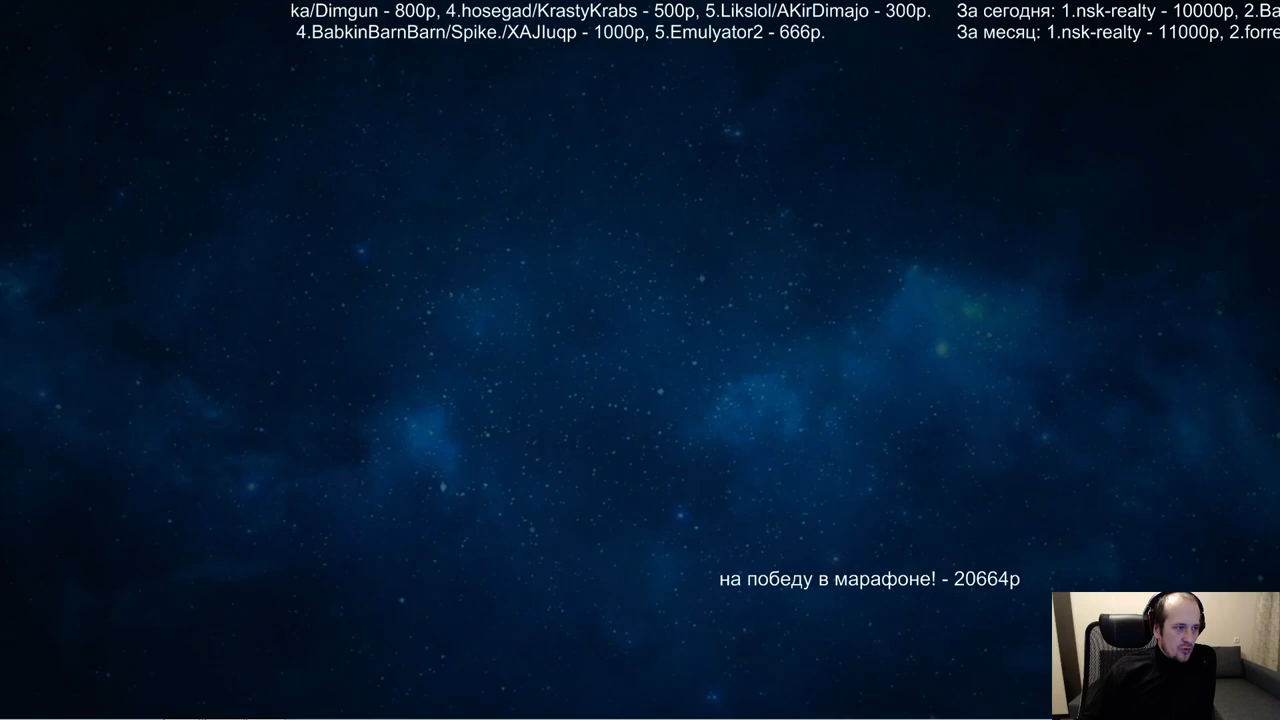 ka/Dimgun - 800р, 4.hosegad/KrastyKrabs - 500р, 5.Likslol/AKirDimajo - 300р. За сегодня: 1.nsk-realty - 10000р, 2.Ba
4.BabkinBarnBarn/Spike./XAJIuqp - 1000р, 5.Emulyator2 - 666р. За месяц: 1.nsk-realty - 11000р, 2.forre
на победу в марафоне! - 20664р